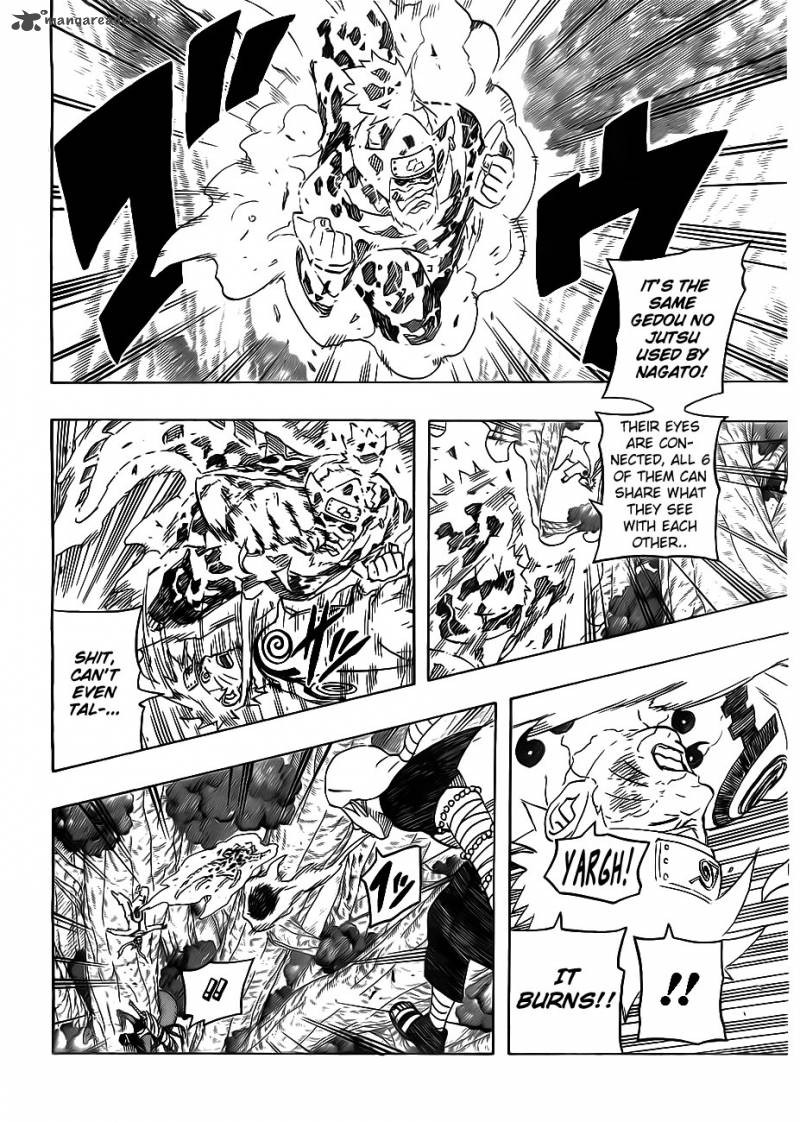 mangareader.net
IT'S THE
SAME
GEDOU NO
JUTSU
USED BY
NAGATO!
THEIR EYES
ARE CON-
NECTED, ALL 6
OF THEM CAN
SHARE WHAT
THEY SEE
WITH EACH
OTHER..
SHIT,
CAN'T
EVEN
TAL-...
YARGH!
IT
BURNS!!
!!
!!